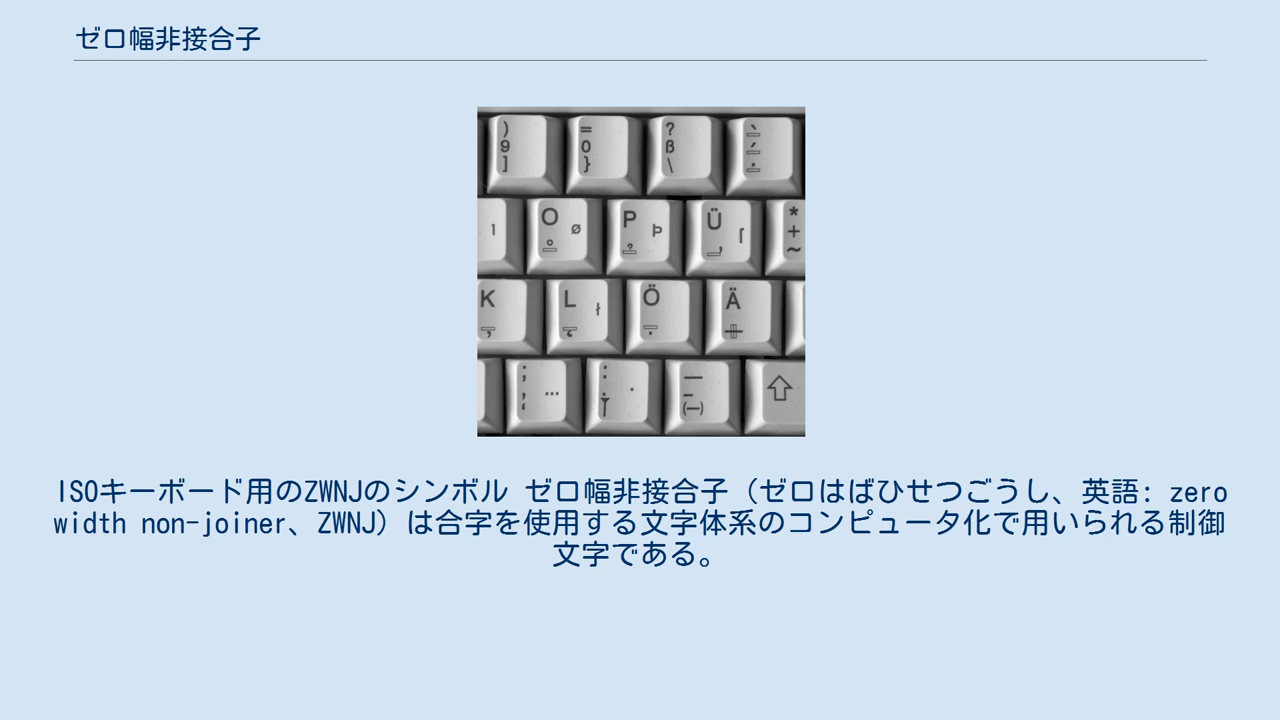 ゼロ幅非接合子
) = ?
9 0 ß
] } \
O ø P Þ Ü *
+
~
K L Ö Ä
; … : . —
, –
ISOキーボード用のZWNJのシンボル ゼロ幅非接合子（ゼロはばひせつごうし、英語: zero
width non-joiner、ZWNJ）は合字を使用する文字体系のコンピュータ化で用いられる制御
文字である。